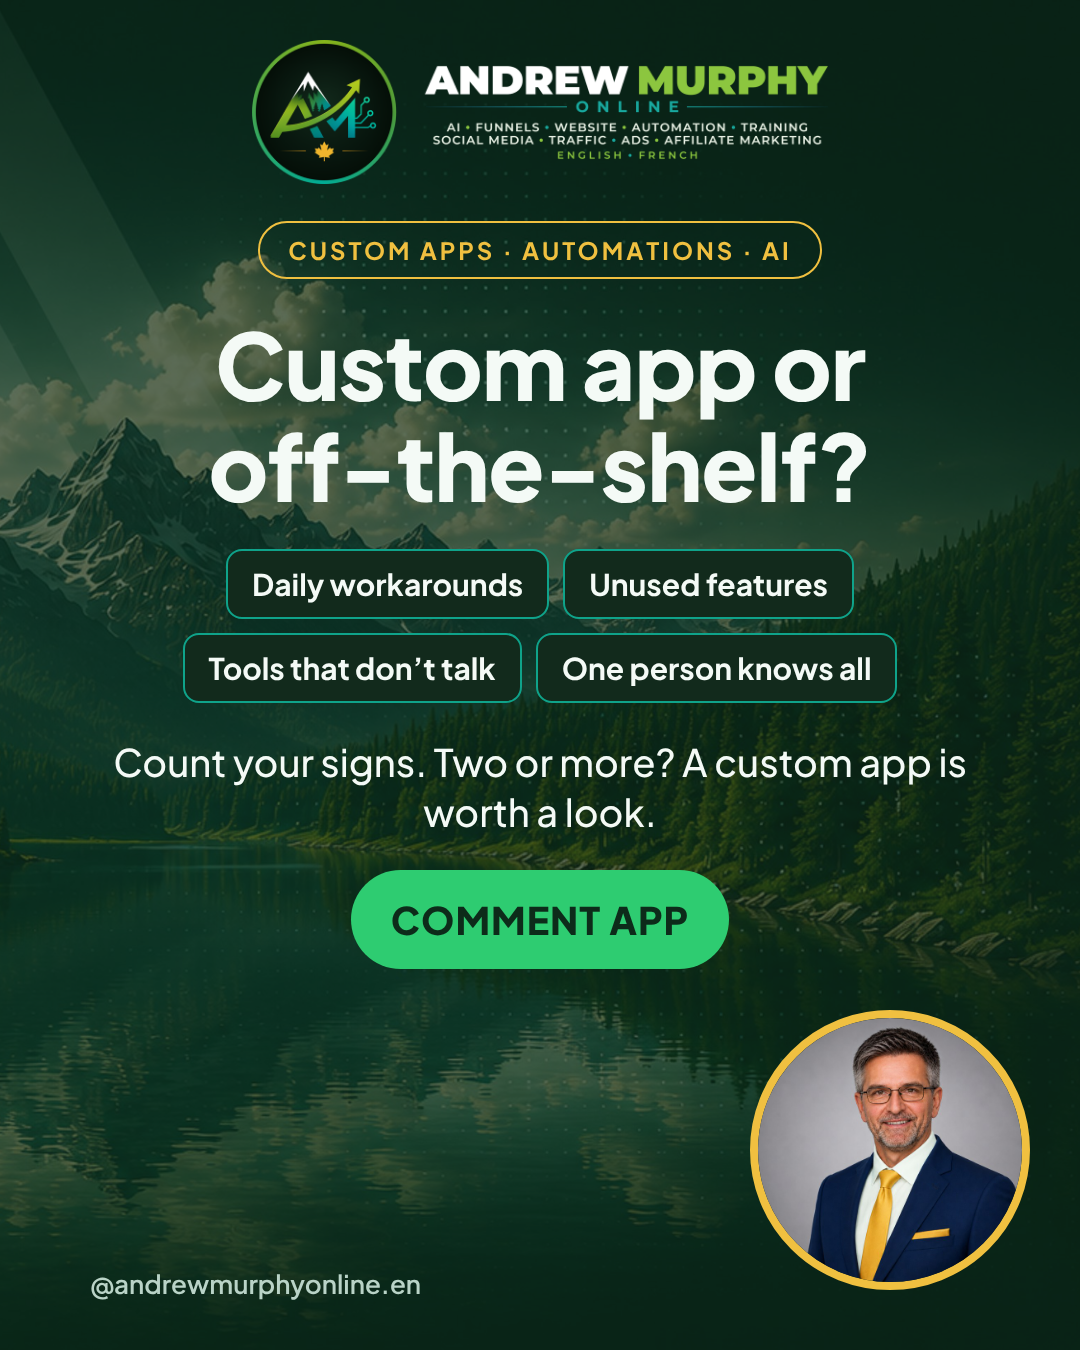 AM
ANDREW MURPHY
ONLINE
AI • FUNNELS • WEBSITE • AUTOMATION • TRAINING
SOCIAL MEDIA • TRAFFIC • ADS • AFFILIATE MARKETING
ENGLISH • FRENCH
CUSTOM APPS · AUTOMATIONS · AI
Custom app or
off-the-shelf?
Daily workarounds
Unused features
Tools that don’t talk
One person knows all
Count your signs. Two or more? A custom app is
worth a look.
COMMENT APP
@andrewmurphyonline.en